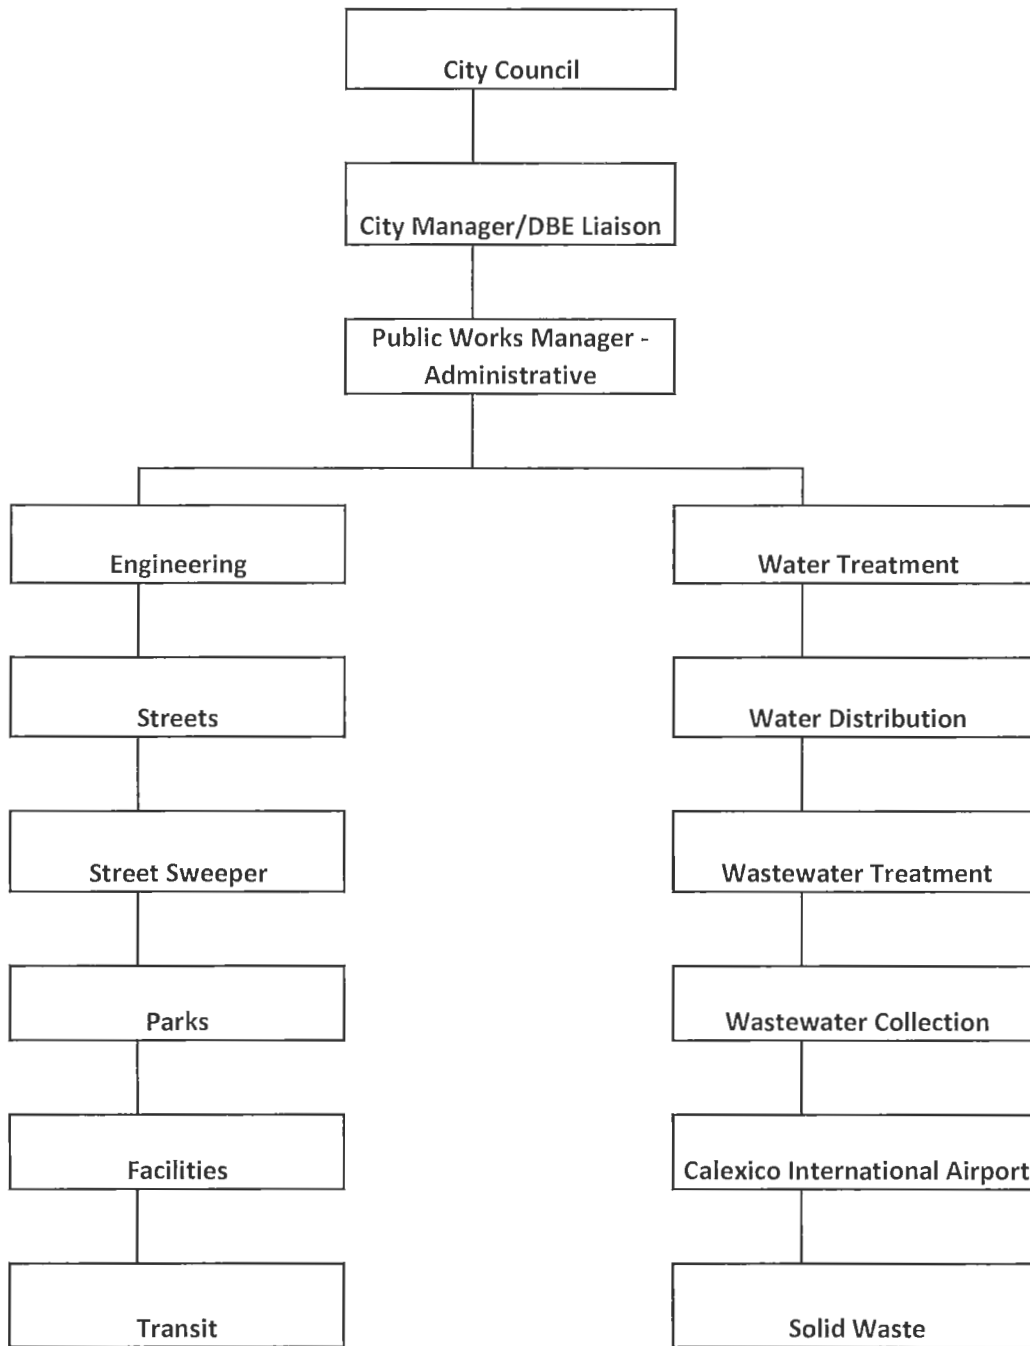 City Council
City Manager/DBE Liaison
Public Works Manager -
Administrative
Engineering
Streets
Street Sweeper
Parks
Facilities
Transit
Water Treatment
Water Distribution
Wastewater Treatment
Wastewater Collection
Calexico International Airport
Solid Waste